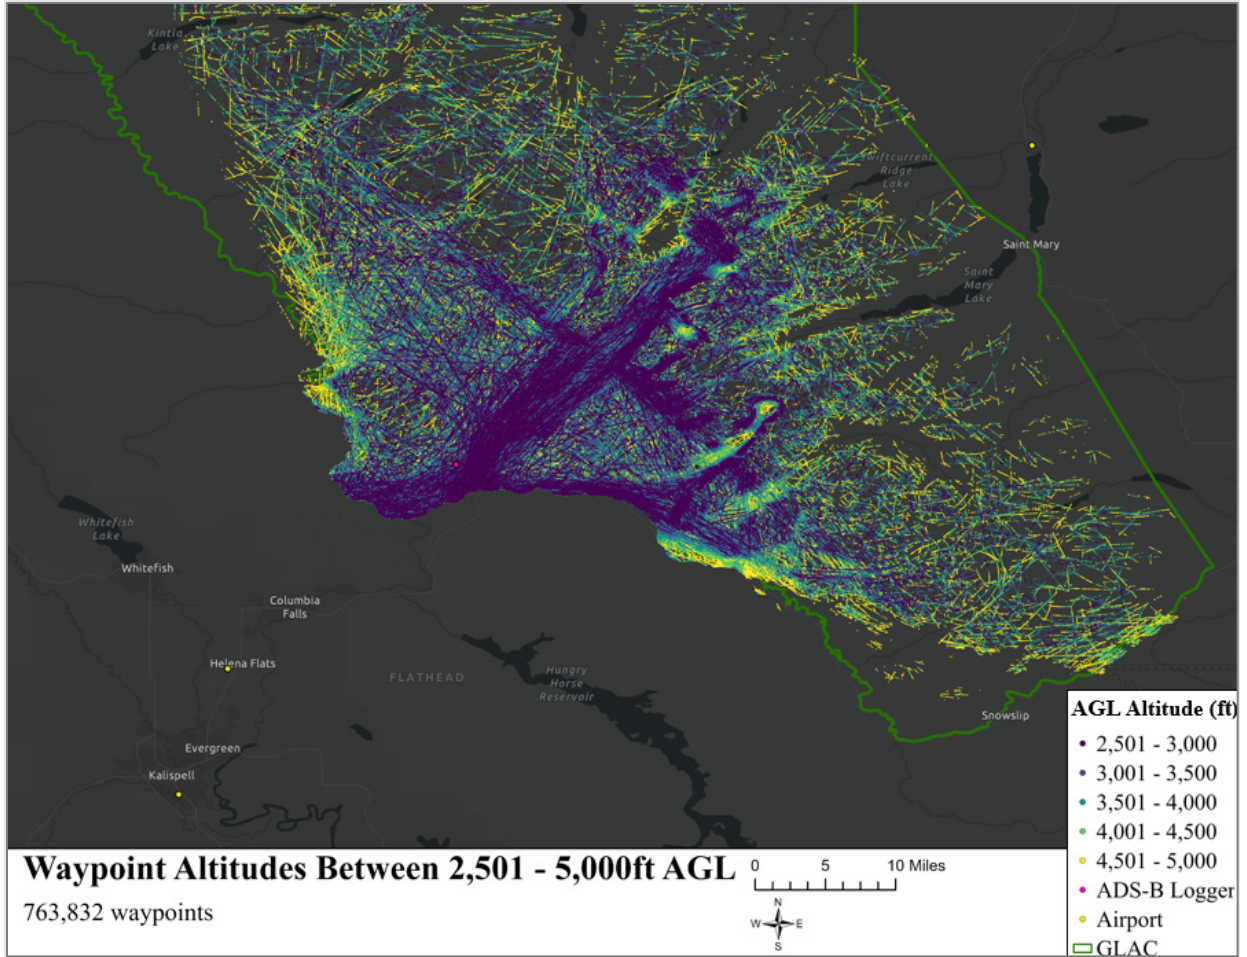 Kintla
Lake
Swiftcurrent
Ridge
Lake
Saint Mary
Saint
Mary
Lake
Whitefish
Lake
Whitefish
Columbia
Falls
Helena Flats
FLATHEAD
Hungry
Horse
Reservoir
Evergreen
Kalispell
Snowslip
AGL Altitude (ft)
2,501 - 3,000
3,001 - 3,500
3,501 - 4,000
4,001 - 4,500
4,501 - 5,000
ADS-B Logger
Airport
GLAC
Waypoint Altitudes Between 2,501 - 5,000ft AGL
763,832 waypoints
0 5 10 Miles
N
W E
S